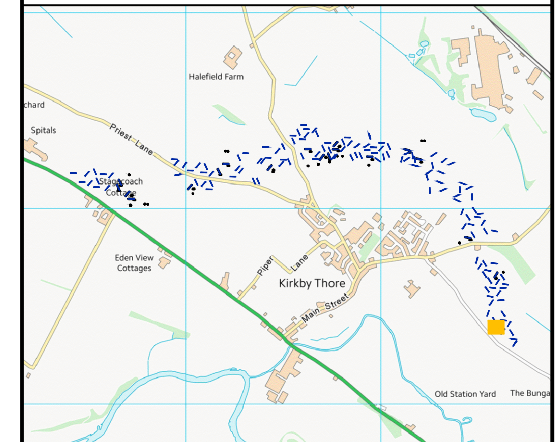 Halefield Farm
chard
Spitals
Priest Lane
Stagecoach
Cottage
Eden View
Cottages
Piper Lane
Kirkby Thore
Main Street
Old Station Yard
The Bunga